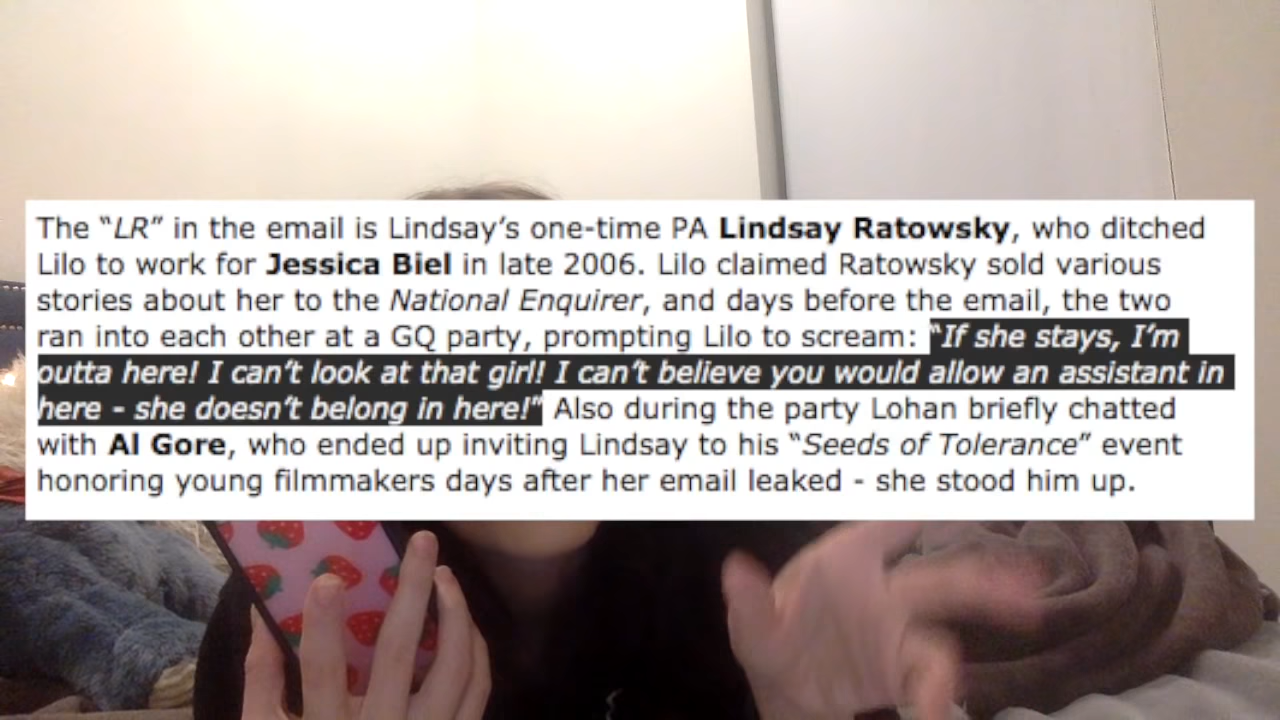 The “LR” in the email is Lindsay’s one-time PA Lindsay Ratowsky, who ditched
Lilo to work for Jessica Biel in late 2006. Lilo claimed Ratowsky sold various
stories about her to the National Enquirer, and days before the email, the two
ran into each other at a GQ party, prompting Lilo to scream: “If she stays, I’m
outta here! I can’t look at that girl! I can’t believe you would allow an assistant in
here - she doesn’t belong in here!” Also during the party Lohan briefly chatted
with Al Gore, who ended up inviting Lindsay to his “Seeds of Tolerance” event
honoring young filmmakers days after her email leaked - she stood him up.